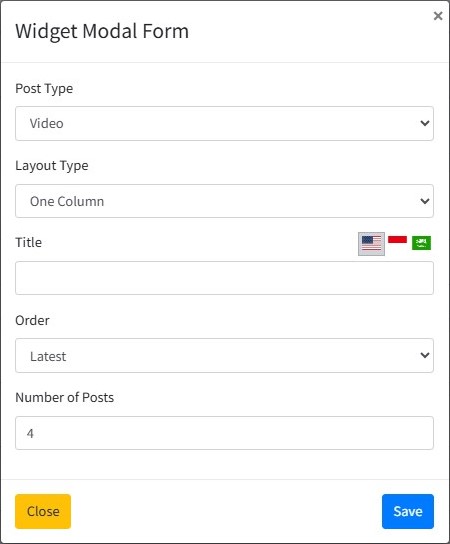 ×
Widget Modal Form
Post Type
Video
Layout Type
One Column
Title
Order
Latest
Number of Posts
4
Close
Save